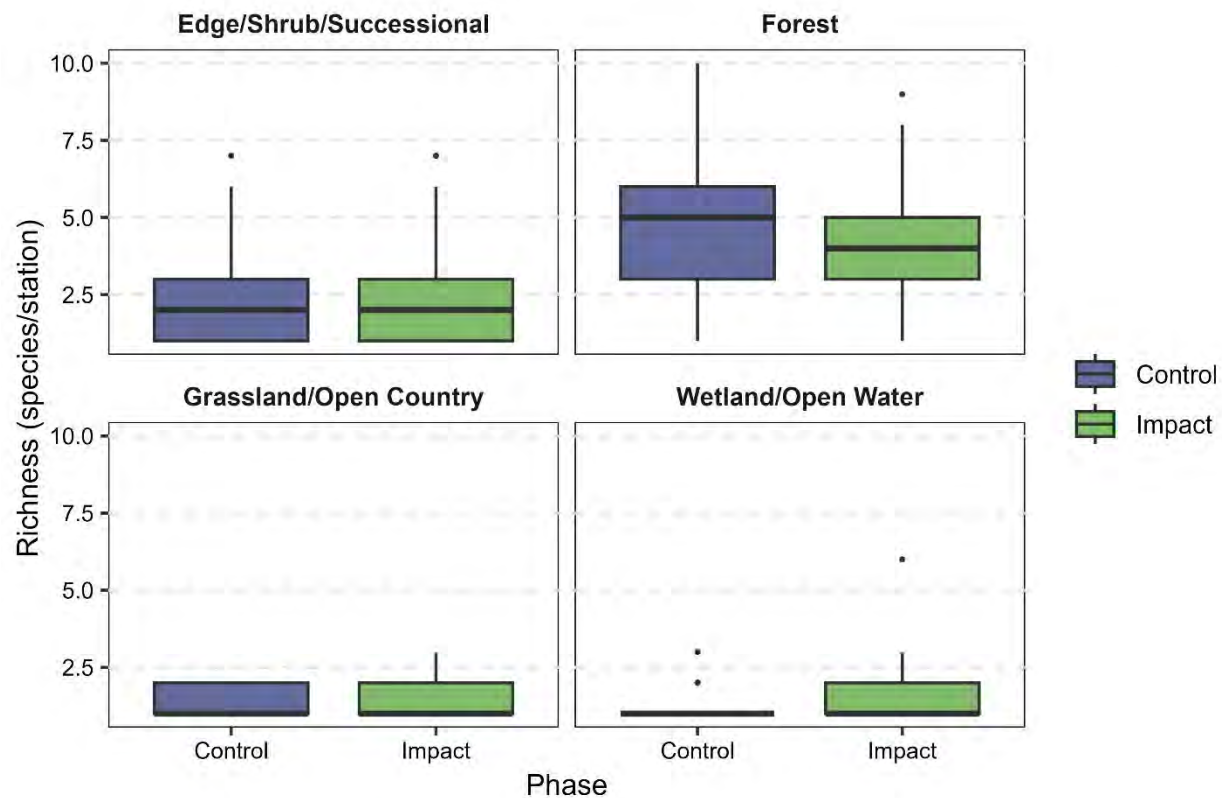 Edge/Shrub/Successional
Forest
10.0
7.5
5.0
2.5
Grassland/Open Country
Wetland/Open Water
10.0
7.5
5.0
2.5
Control
Impact
Control
Impact
Phase
Richness (species/station)
Control
Impact